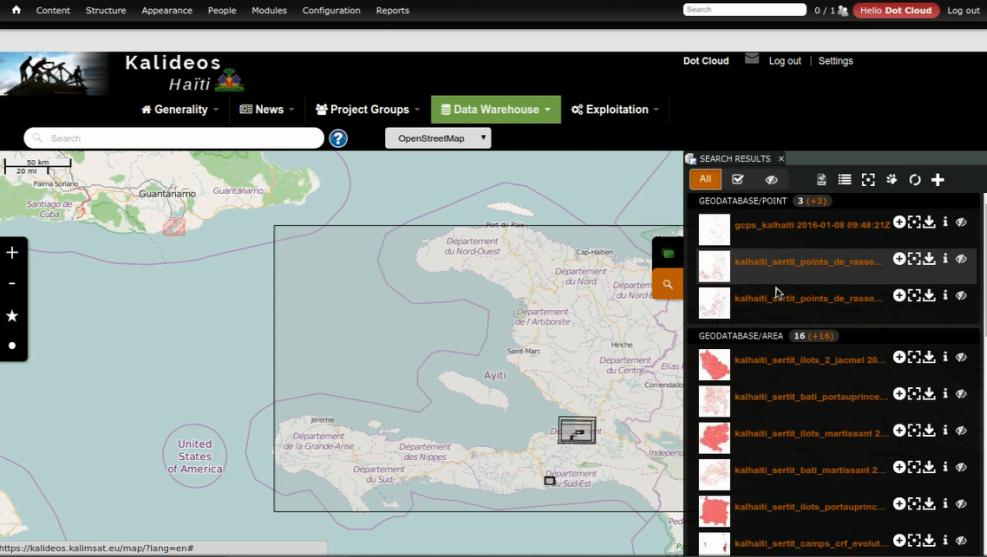 Content Structure Appearance People Modules Configuration Reports Search 0 / 1 Hello Dot Cloud Log out
Kalideos
Haïti
Dot Cloud Log out | Settings
Generality News Project Groups Data Warehouse Exploitation
Search ? OpenStreetMap
SEARCH RESULTS ×
All
50 km
20 mi
Palma Soriano
Santiago de Cuba
Guantánamo
Guantánamo
Port-de-Paix
Département du Nord-Ouest
Cap-Haïtien
Département du Nord
Département du Nord-E
Département de l'Artibonite
Hinche
Saint-Marc
Département du Centre
Elías
Comendado
Ayiti
Jérémie
Département de la Grande-Anse
Département des Nippes
Département du Sud
Département du Sud-Est
Independ
Pede
United States of America
GEODATABASE/POINT 3 (+3)
gcps_kalhaiti 2016-01-08 09:48:21Z
kalhaiti_sertit_points_de_rasse...
kalhaiti_sertit_points_de_rasse...
GEODATABASE/AREA 16 (+16)
kalhaiti_sertit_ilots_2_jacmel 20...
kalhaiti_sertit_bati_portauprince...
kalhaiti_sertit_ilots_martissant 2...
kalhaiti_sertit_bati_martissant 2...
kalhaiti_sertit_ilots_portauprinc...
kalhaiti_sertit_camps_crf_evolut...
https://kalideos.kalimsat.eu/map/?lang=en#